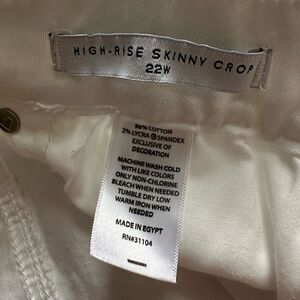 HIGH-RISE SKINNY CROP
22W
98% COTTON
2% LYCRA ® SPANDEX
EXCLUSIVE OF
DECORATION
MACHINE WASH COLD
WITH LIKE COLORS
ONLY NON-CHLORINE
BLEACH WHEN NEEDED
TUMBLE DRY LOW
WARM IRON WHEN
NEEDED
MADE IN EGYPT
RN#31104